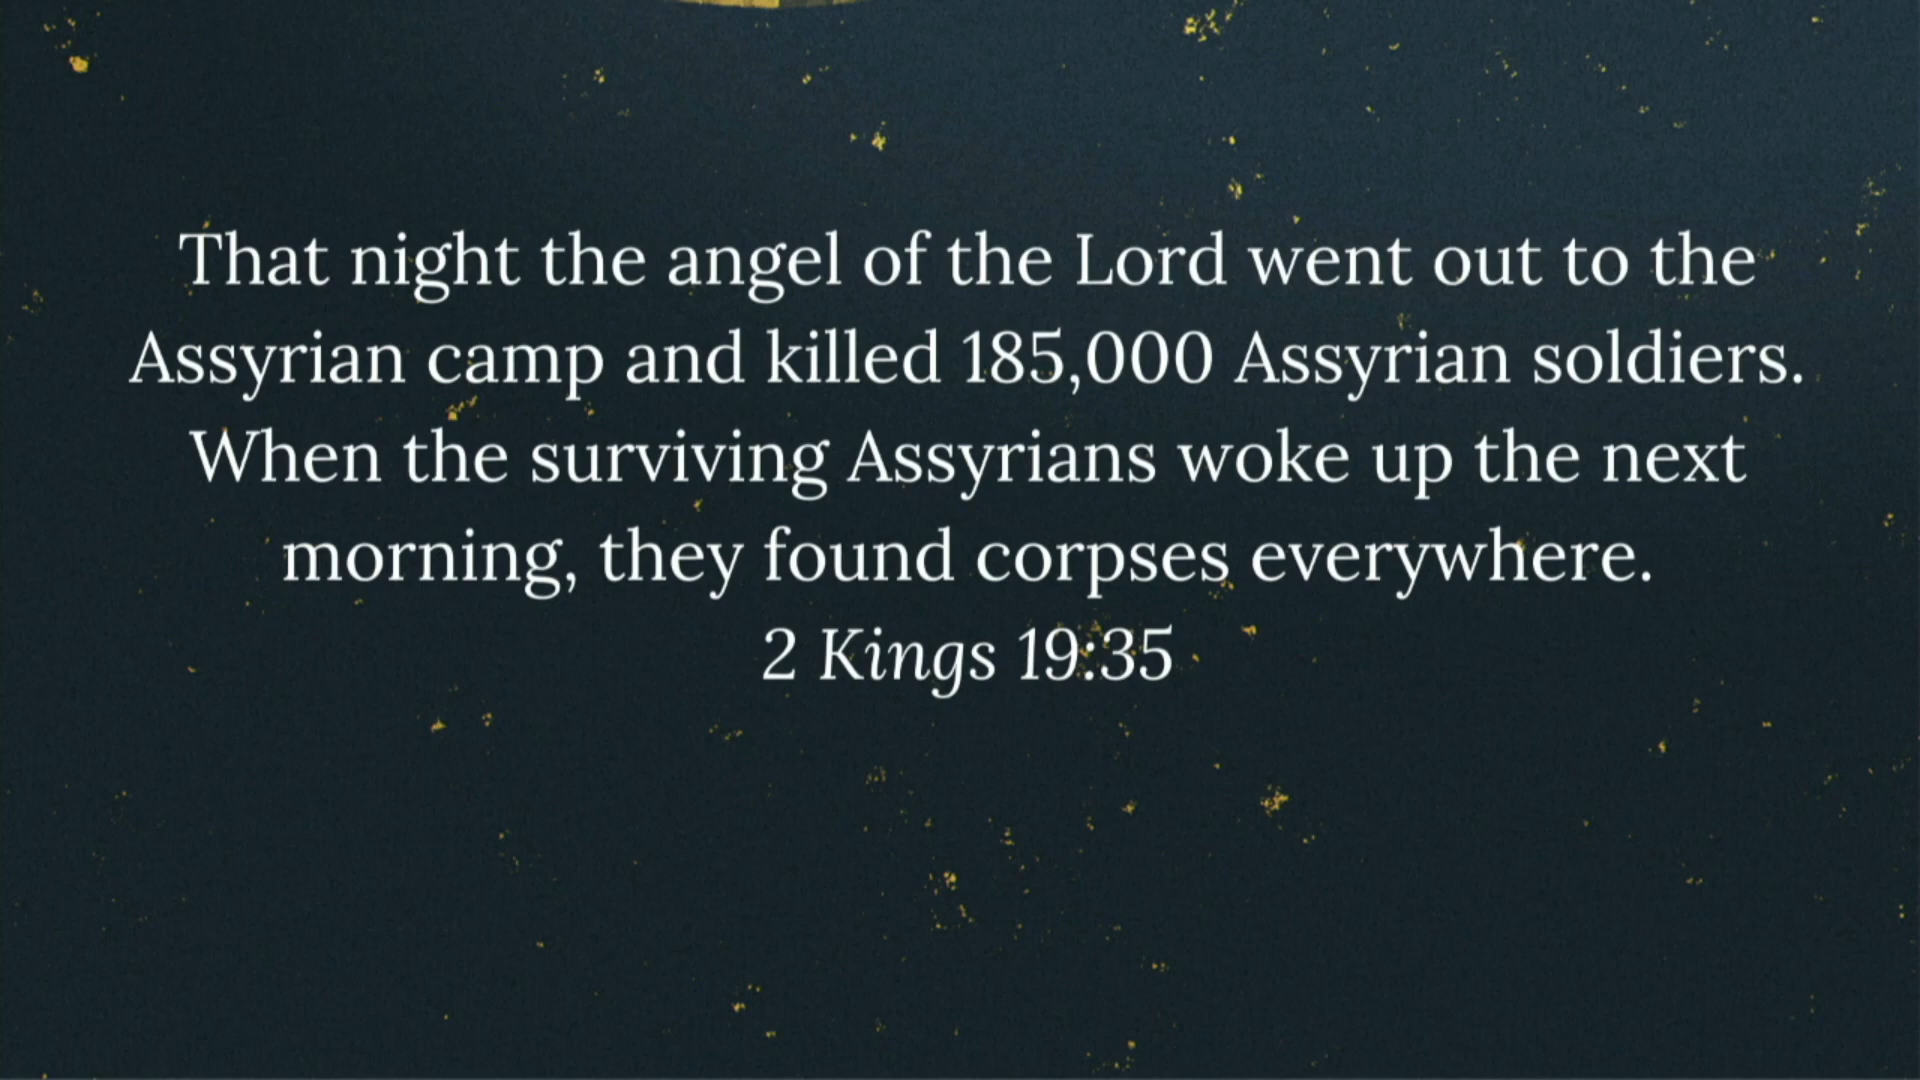 That night the angel of the Lord went out to the
Assyrian camp and killed 185,000 Assyrian soldiers.
When the surviving Assyrians woke up the next
morning, they found corpses everywhere.
2 Kings 19:35